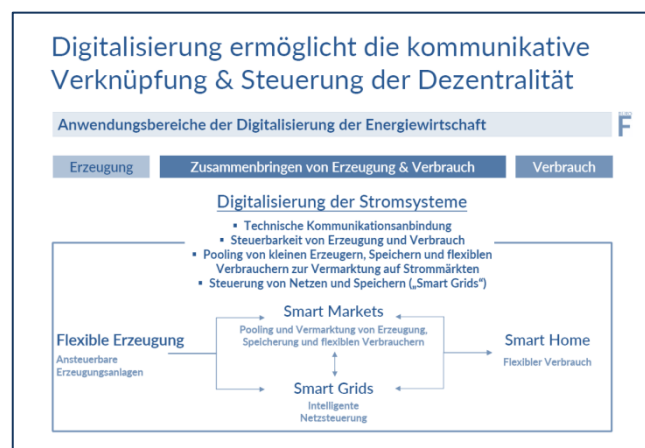 Digitalisierung ermöglicht die kommunikative
Verknüpfung & Steuerung der Dezentralität
Anwendungsbereiche der Digitalisierung der Energiewirtschaft
F
Erzeugung
Zusammenbringen von Erzeugung & Verbrauch
Verbrauch
Digitalisierung der Stromsysteme
▪ Technische Kommunikationsanbindung
▪ Steuerbarkeit von Erzeugung und Verbrauch
▪ Pooling von kleinen Erzeugern, Speichern und flexiblen
Verbrauchern zur Vermarktung auf Strommärkten
▪ Steuerung von Netzen und Speichern („Smart Grids“)
Smart Markets
Pooling und Vermarktung von Erzeugung,
Speicherung und flexiblen Verbrauchern
Flexible Erzeugung
Ansteuerbare
Erzeugungsanlagen
Smart Home
Flexibler Verbrauch
Smart Grids
Intelligente
Netzsteuerung